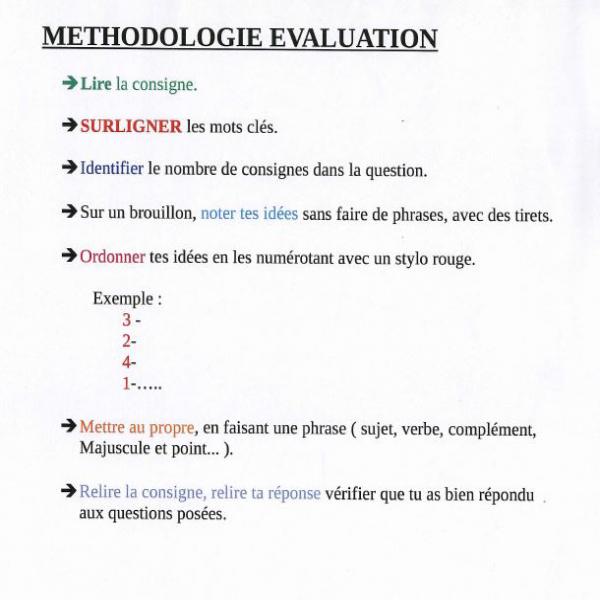 METHODOLOGIE EVALUATION
➔Lire la consigne.
➔SURLIGNER les mots clés.
➔Identifier le nombre de consignes dans la question.
➔Sur un brouillon, noter tes idées sans faire de phrases, avec des tirets.
➔Ordonner tes idées en les numérotant avec un stylo rouge.
Exemple :
3 -
2-
4-
1-…..
➔Mettre au propre, en faisant une phrase ( sujet, verbe, complément,
Majuscule et point... ).
➔Relire la consigne, relire ta réponse vérifier que tu as bien répondu
aux questions posées.